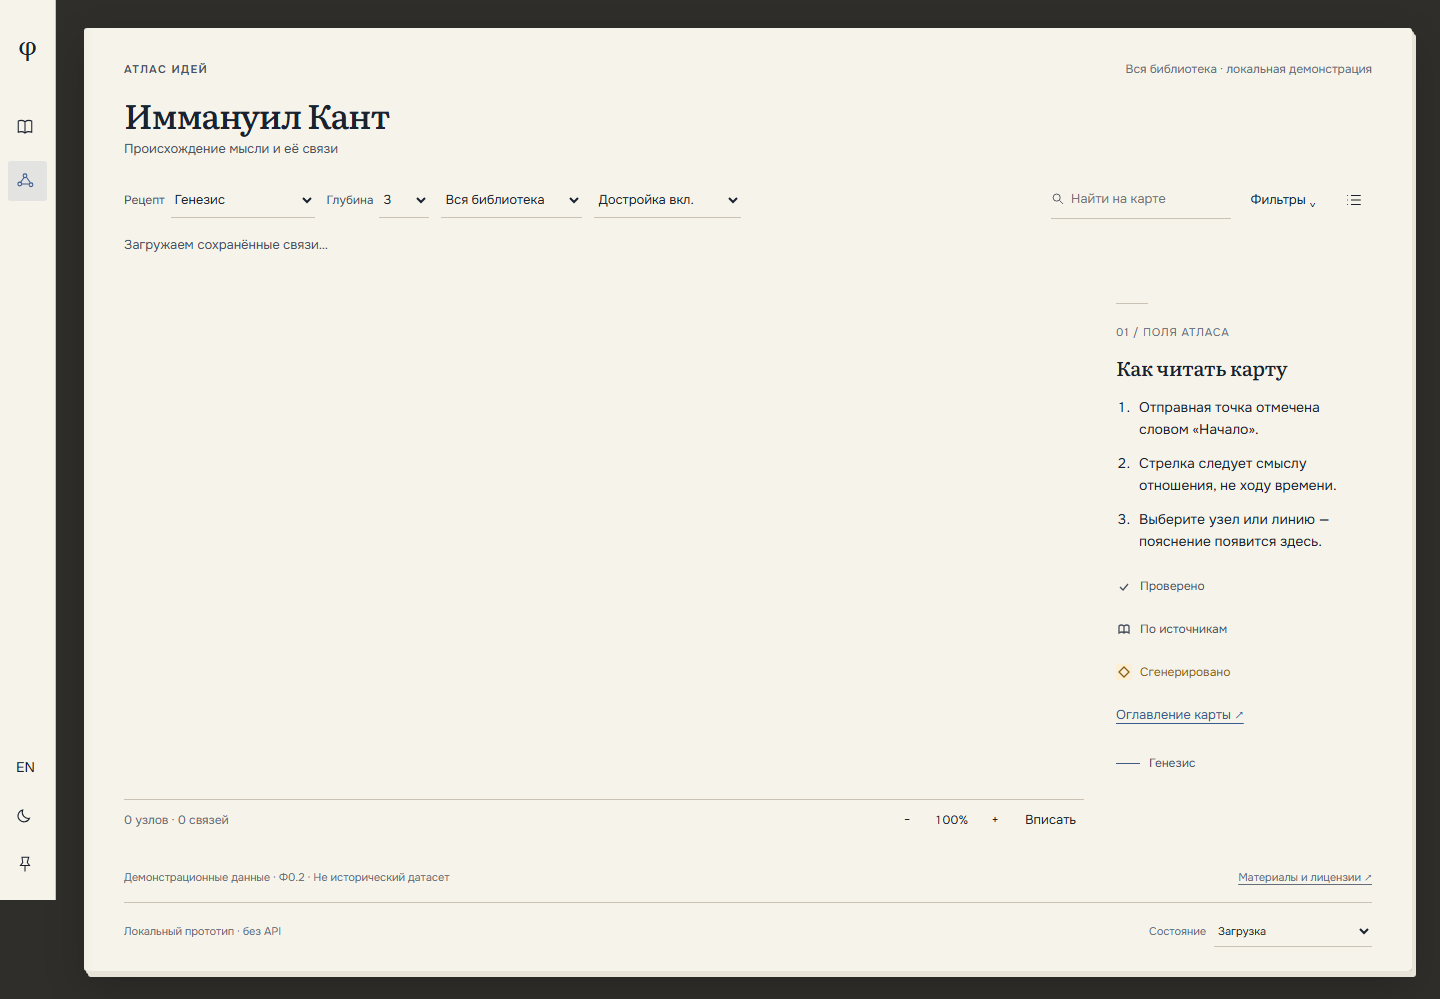 φ
АТЛАС ИДЕЙ
Вся библиотека · локальная демонстрация
Иммануил Кант
Происхождение мысли и её связи
Рецепт Генезис Глубина 3 Вся библиотека Достройка вкл. Найти на карте Фильтры
Загружаем сохранённые связи...
01 / ПОЛЯ АТЛАСА
Как читать карту
1. Отправная точка отмечена
словом «Начало».
2. Стрелка следует смыслу
отношения, не ходу времени.
3. Выберите узел или линию —
пояснение появится здесь.
Проверено
По источникам
Сгенерировано
Оглавление карты ↗
Генезис
EN
0 узлов · 0 связей − 100% + Вписать
Демонстрационные данные · Ф0.2 · Не исторический датасет
Материалы и лицензии ↗
Локальный прототип · без API
Состояние Загрузка